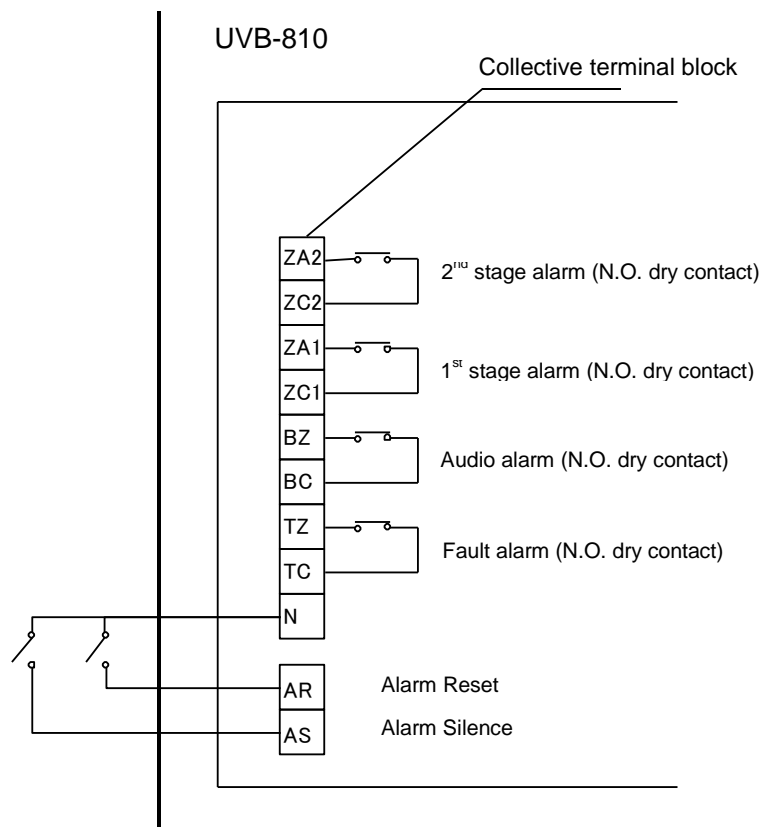 UVB-810
Collective terminal block
ZA2
2nd stage alarm (N.O. dry contact)
ZC2
ZA1
1st stage alarm (N.O. dry contact)
ZC1
BZ
Audio alarm (N.O. dry contact)
BC
TZ
Fault alarm (N.O. dry contact)
TC
N
AR Alarm Reset
AS Alarm Silence